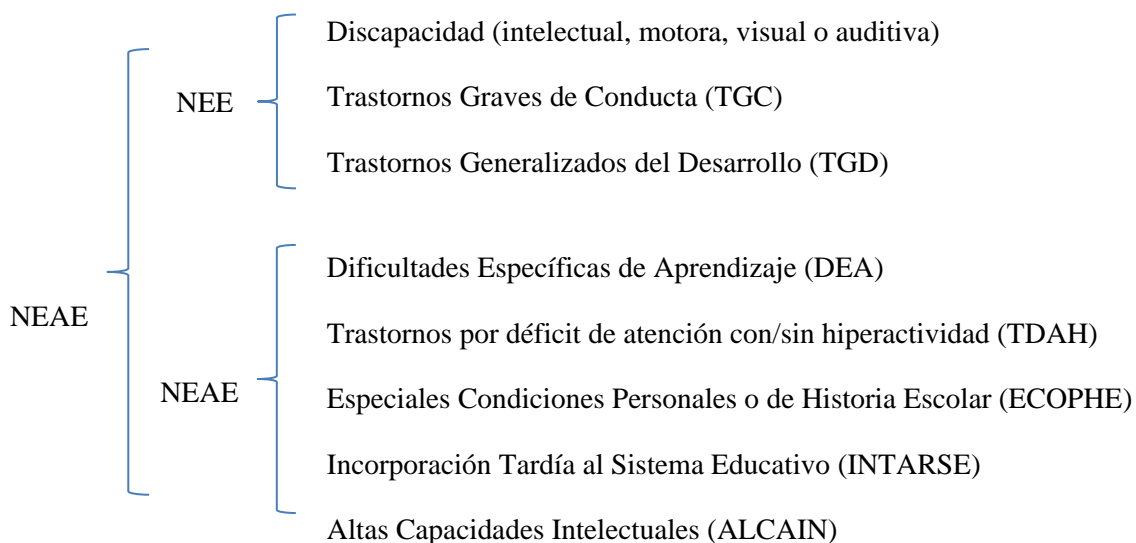 NEAE
NEE
Discapacidad (intelectual, motora, visual o auditiva)
Trastornos Graves de Conducta (TGC)
Trastornos Generalizados del Desarrollo (TGD)
NEAE
Dificultades Específicas de Aprendizaje (DEA)
Trastornos por déficit de atención con/sin hiperactividad (TDAH)
Especiales Condiciones Personales o de Historia Escolar (ECOPHE)
Incorporación Tardía al Sistema Educativo (INTARSE)
Altas Capacidades Intelectuales (ALCAIN)